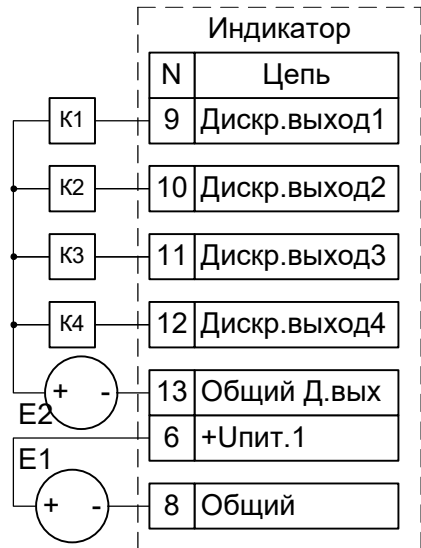 Индикатор
N Цепь
К1 9 Дискр.выход1
К2 10 Дискр.выход2
К3 11 Дискр.выход3
К4 12 Дискр.выход4
+ - 13 Общий Д.вых
E2
6 +Uпит.1
E1
+ - 8 Общий